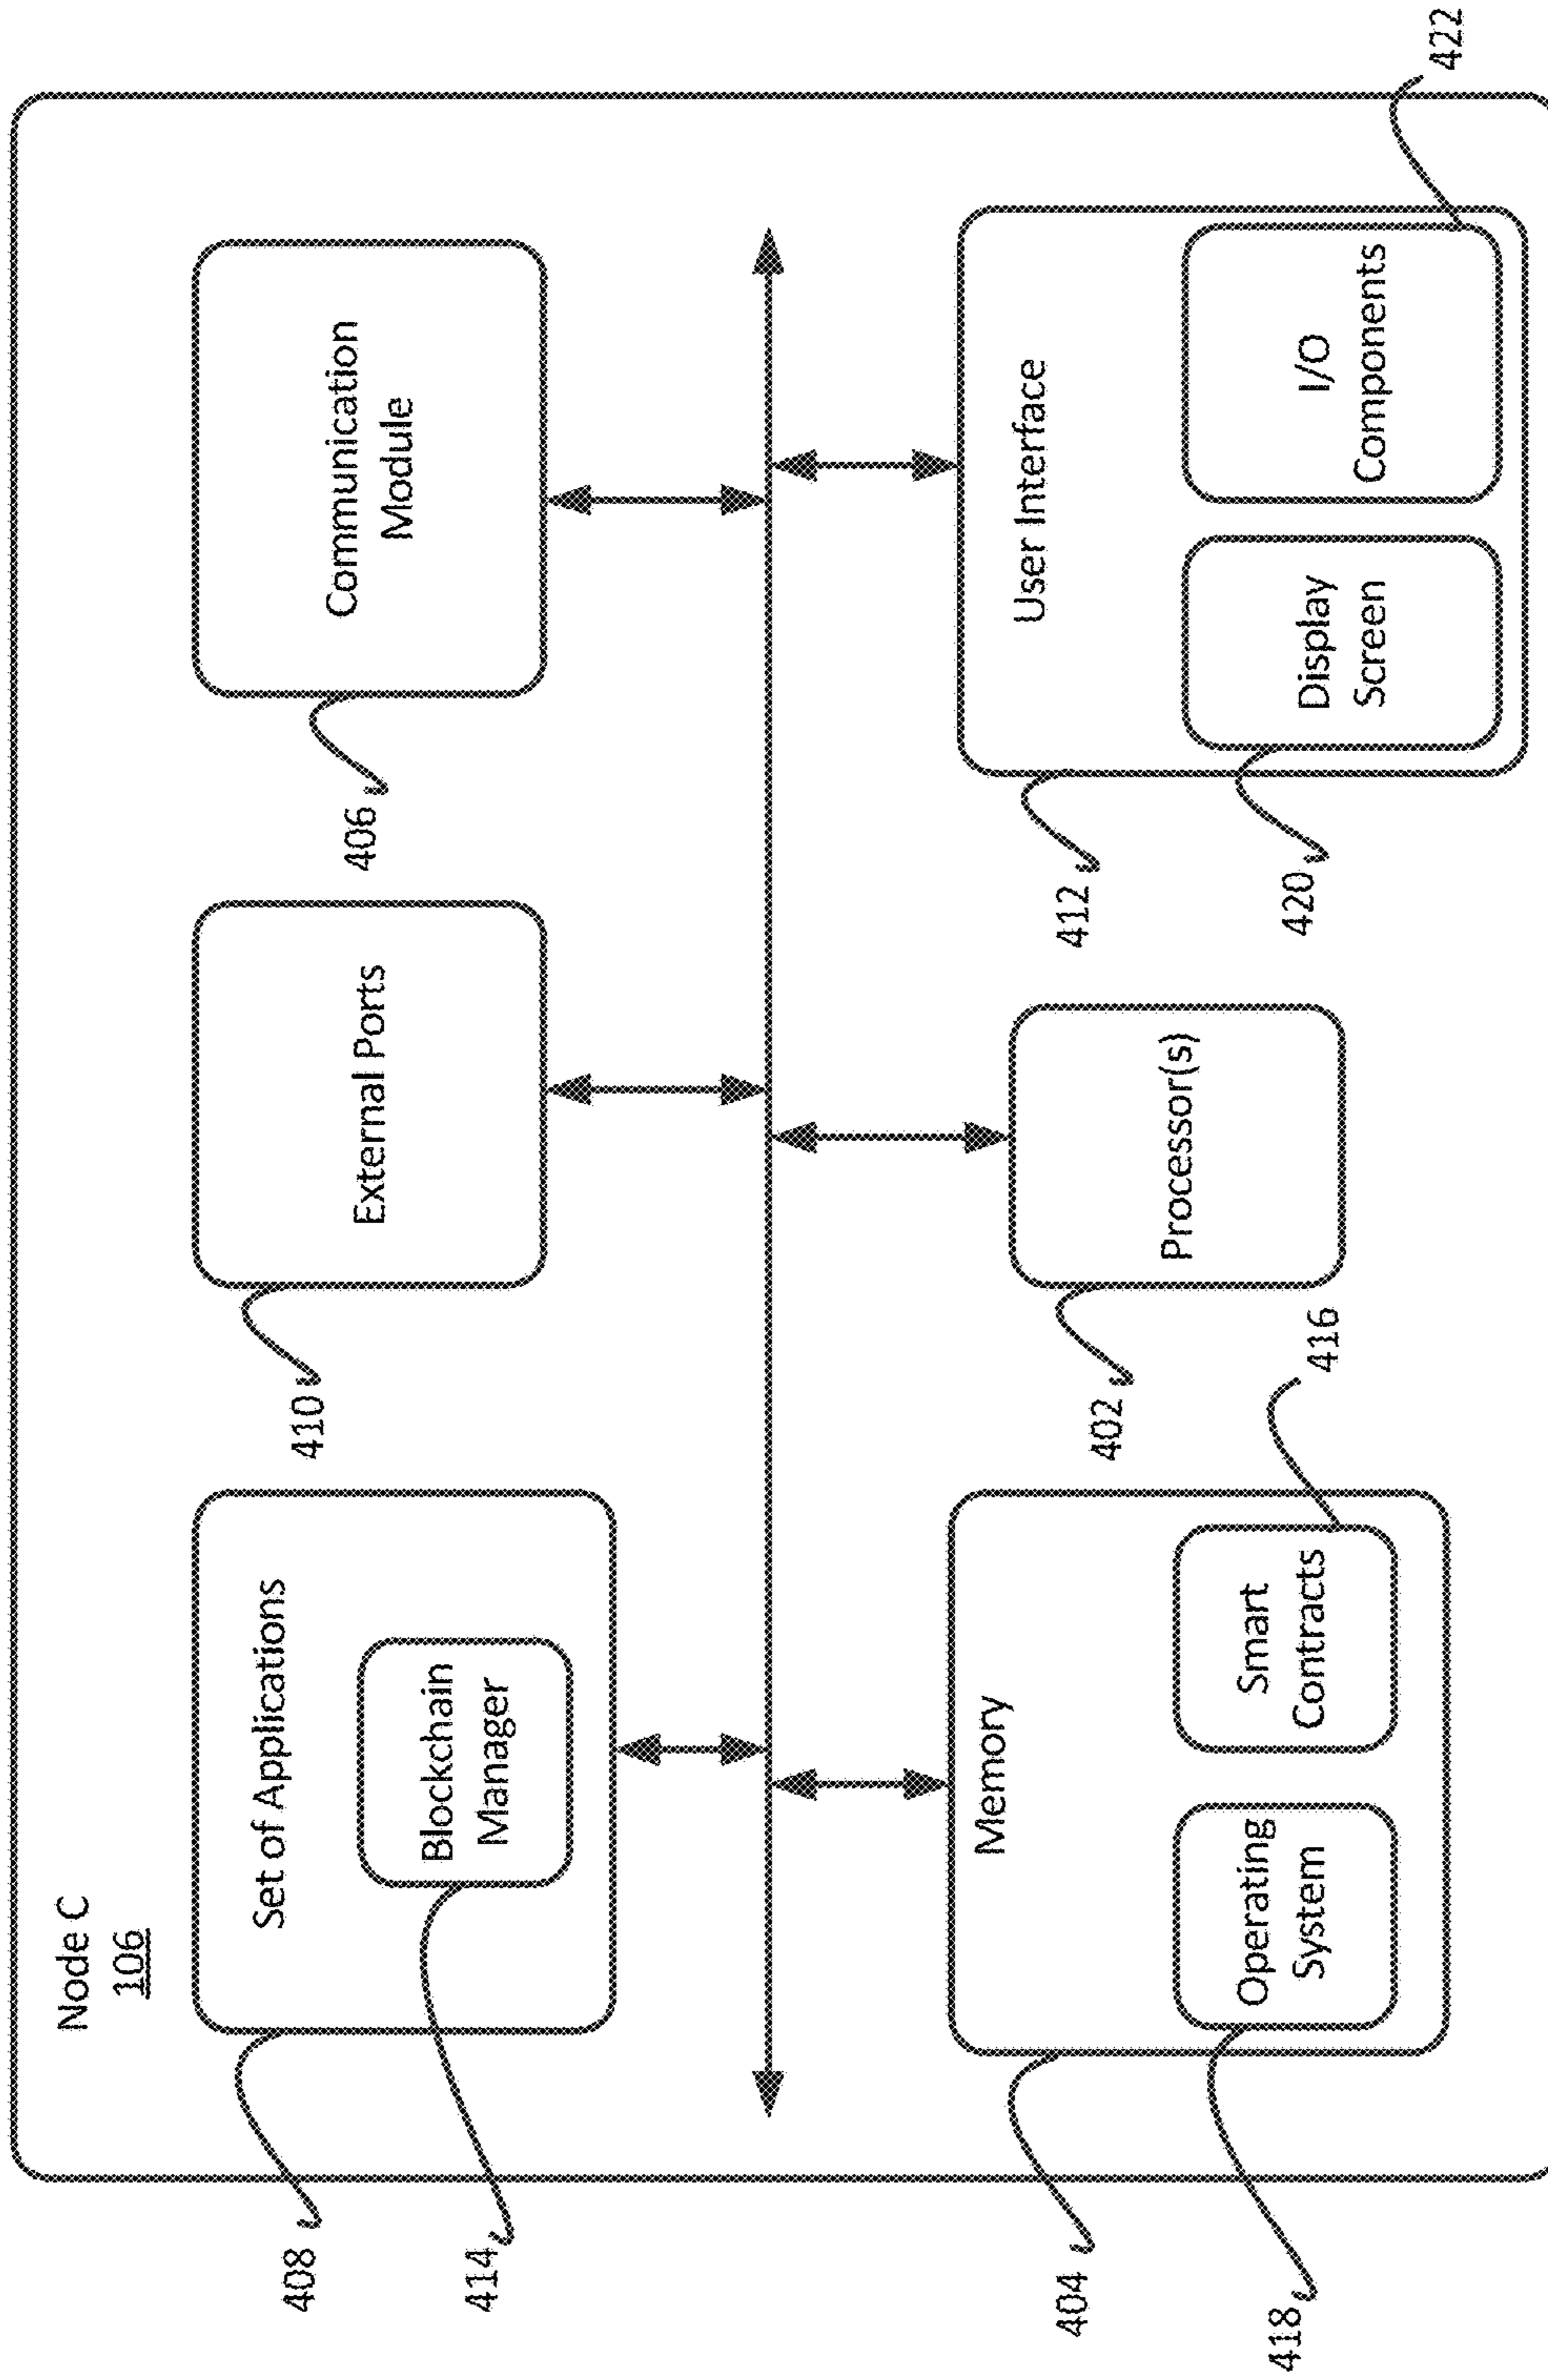 Node C
106
Set of Applications
Blockchain
Manager
408
414
External Ports
410
Communication
Module
406
Memory
Operating
System
Smart
Contracts
404
418
416
Processor(s)
402
User Interface
Display
Screen
I/O
Components
412
420
422